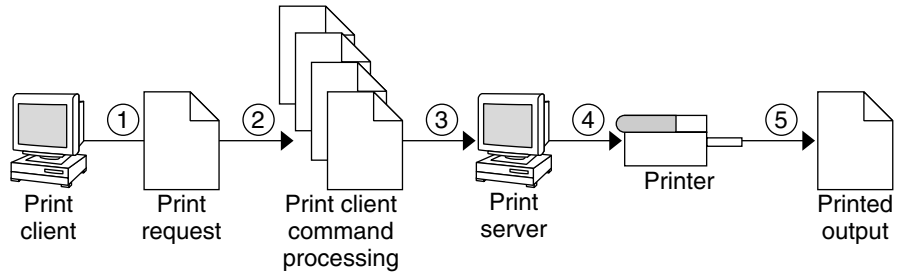 1
2
3
4
5
Print
client
Print
request
Print client
command
processing
Print
server
Printer
Printed
output